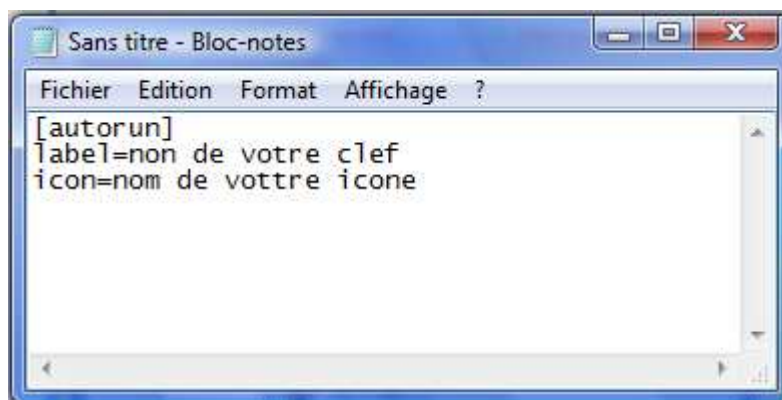 Sans titre - Bloc-notes
Fichier Edition Format Affichage ?
[autorun]
label=non de votre clef
icon=nom de vottre icone